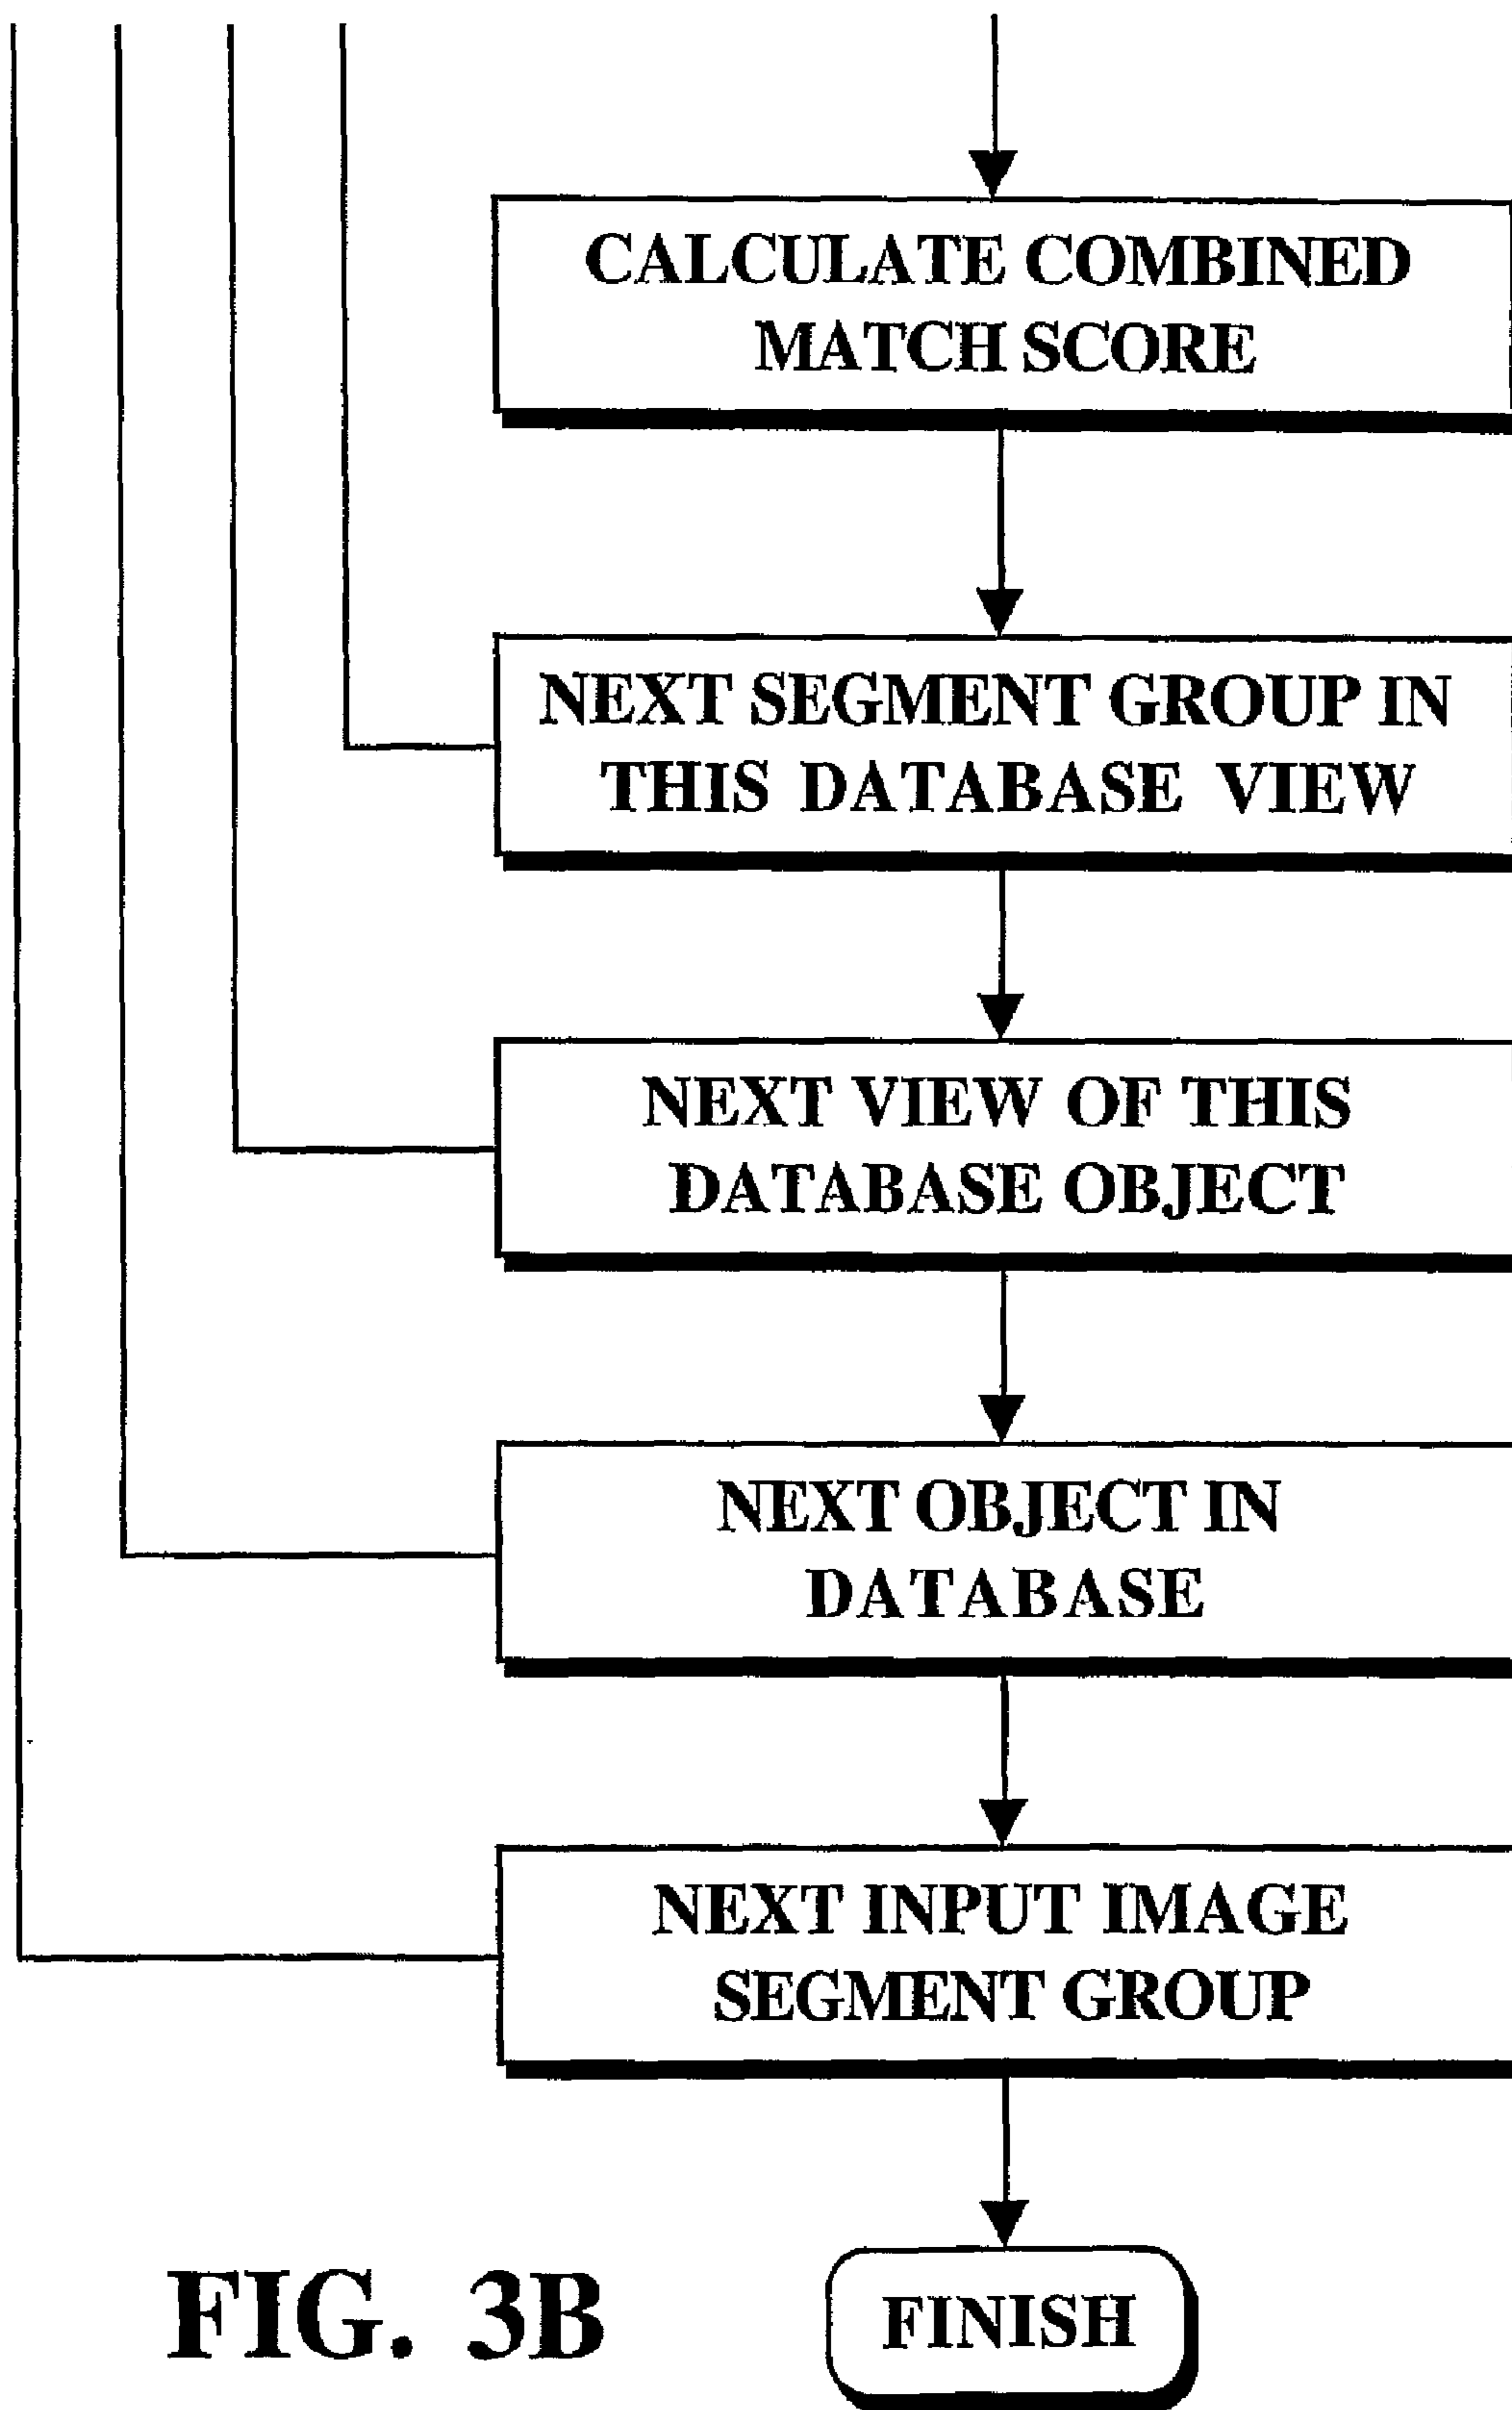 CALCULATE COMBINED
MATCH SCORE
NEXT SEGMENT GROUP IN
THIS DATABASE VIEW
NEXT VIEW OF THIS
DATABASE OBJECT
NEXT OBJECT IN
DATABASE
NEXT INPUT IMAGE
SEGMENT GROUP
FINISH
FIG. 3B